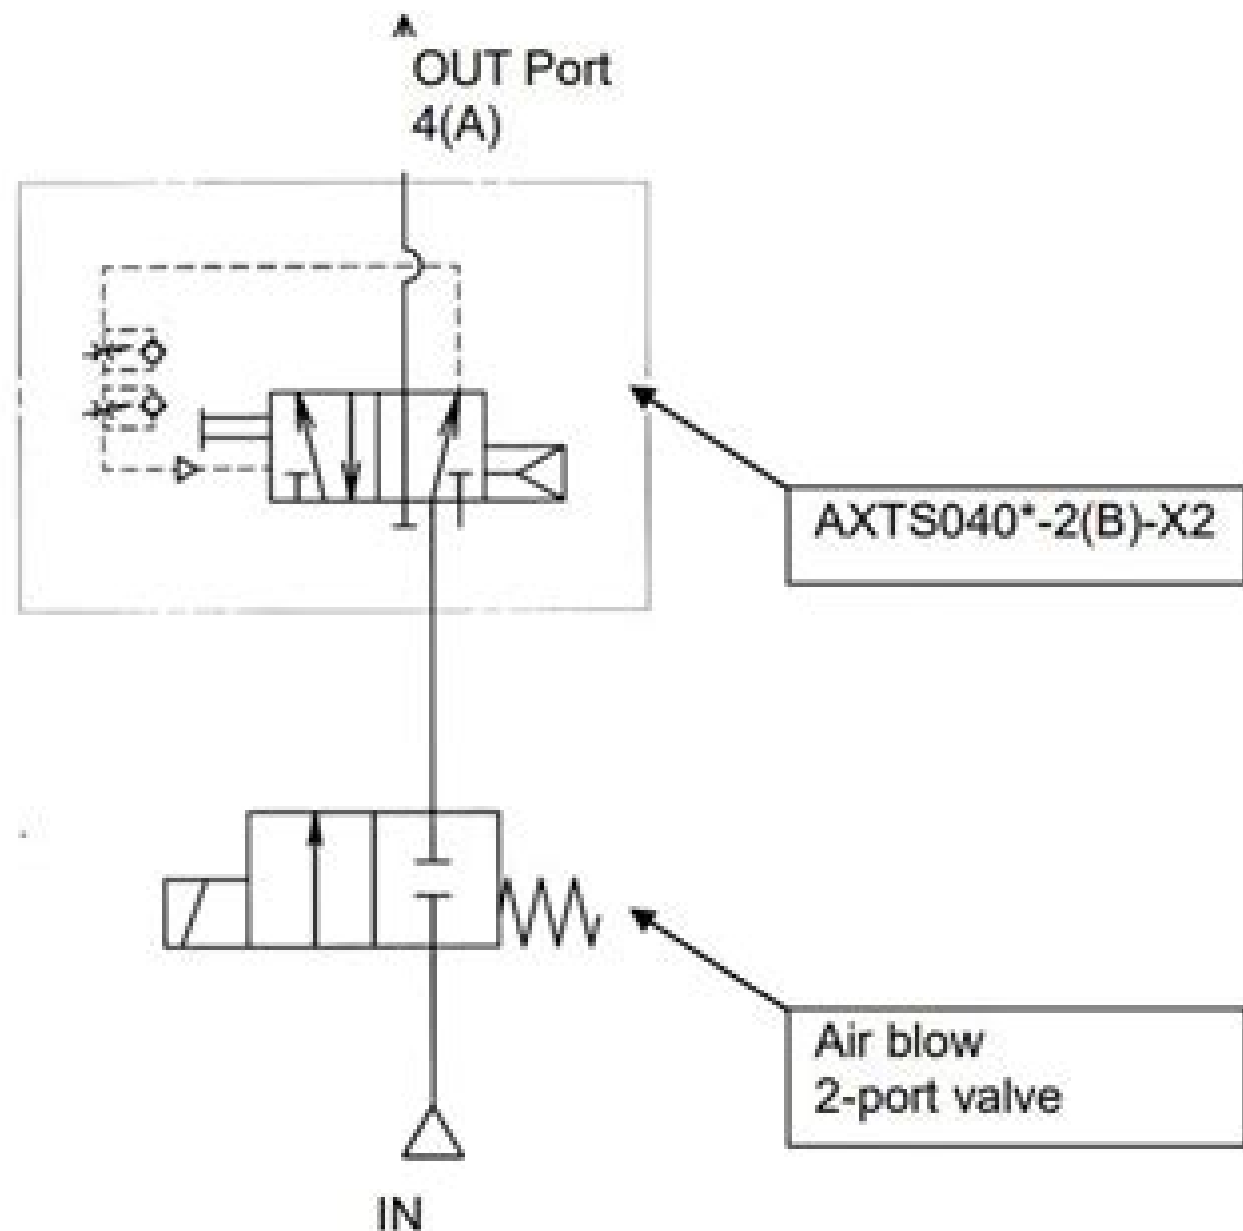 OUT Port
4(A)
AXTS040*-2(B)-X2
Air blow
2-port valve
IN